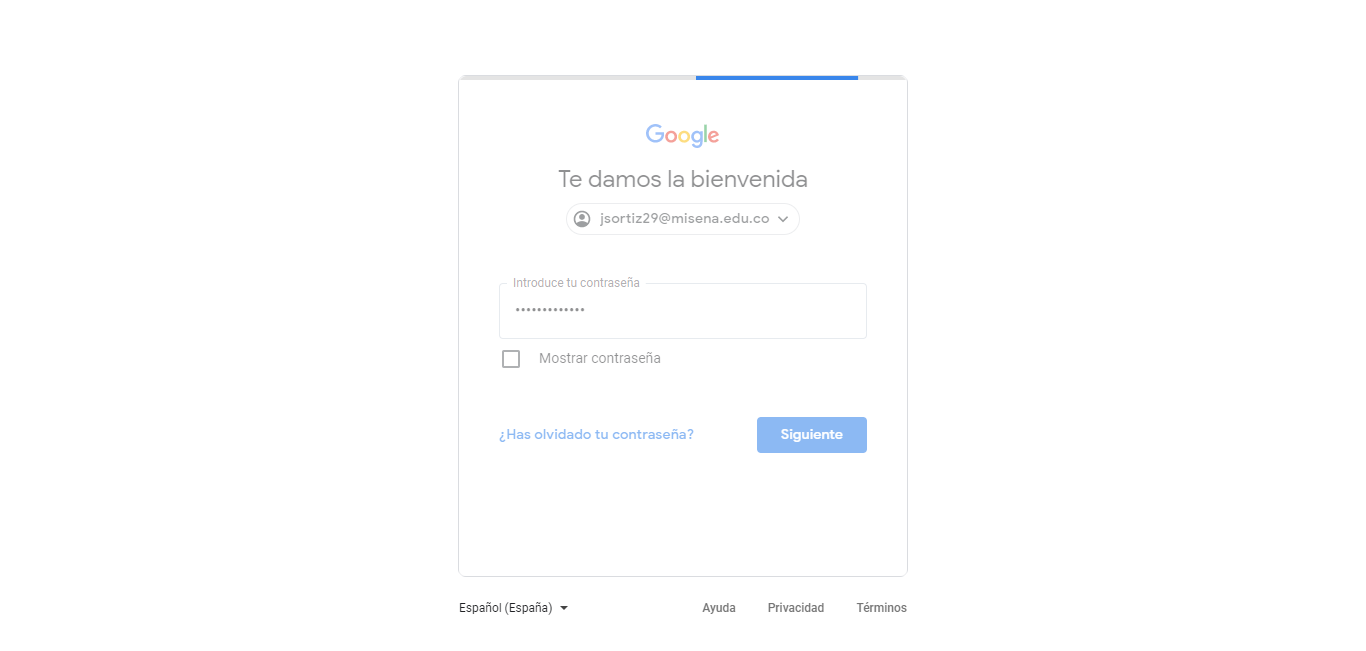 Google
Te damos la bienvenida
jsortiz29@misena.edu.co
Introduce tu contraseña
•••••••••••••
Mostrar contraseña
¿Has olvidado tu contraseña?
Siguiente
Español (España)
Ayuda
Privacidad
Términos